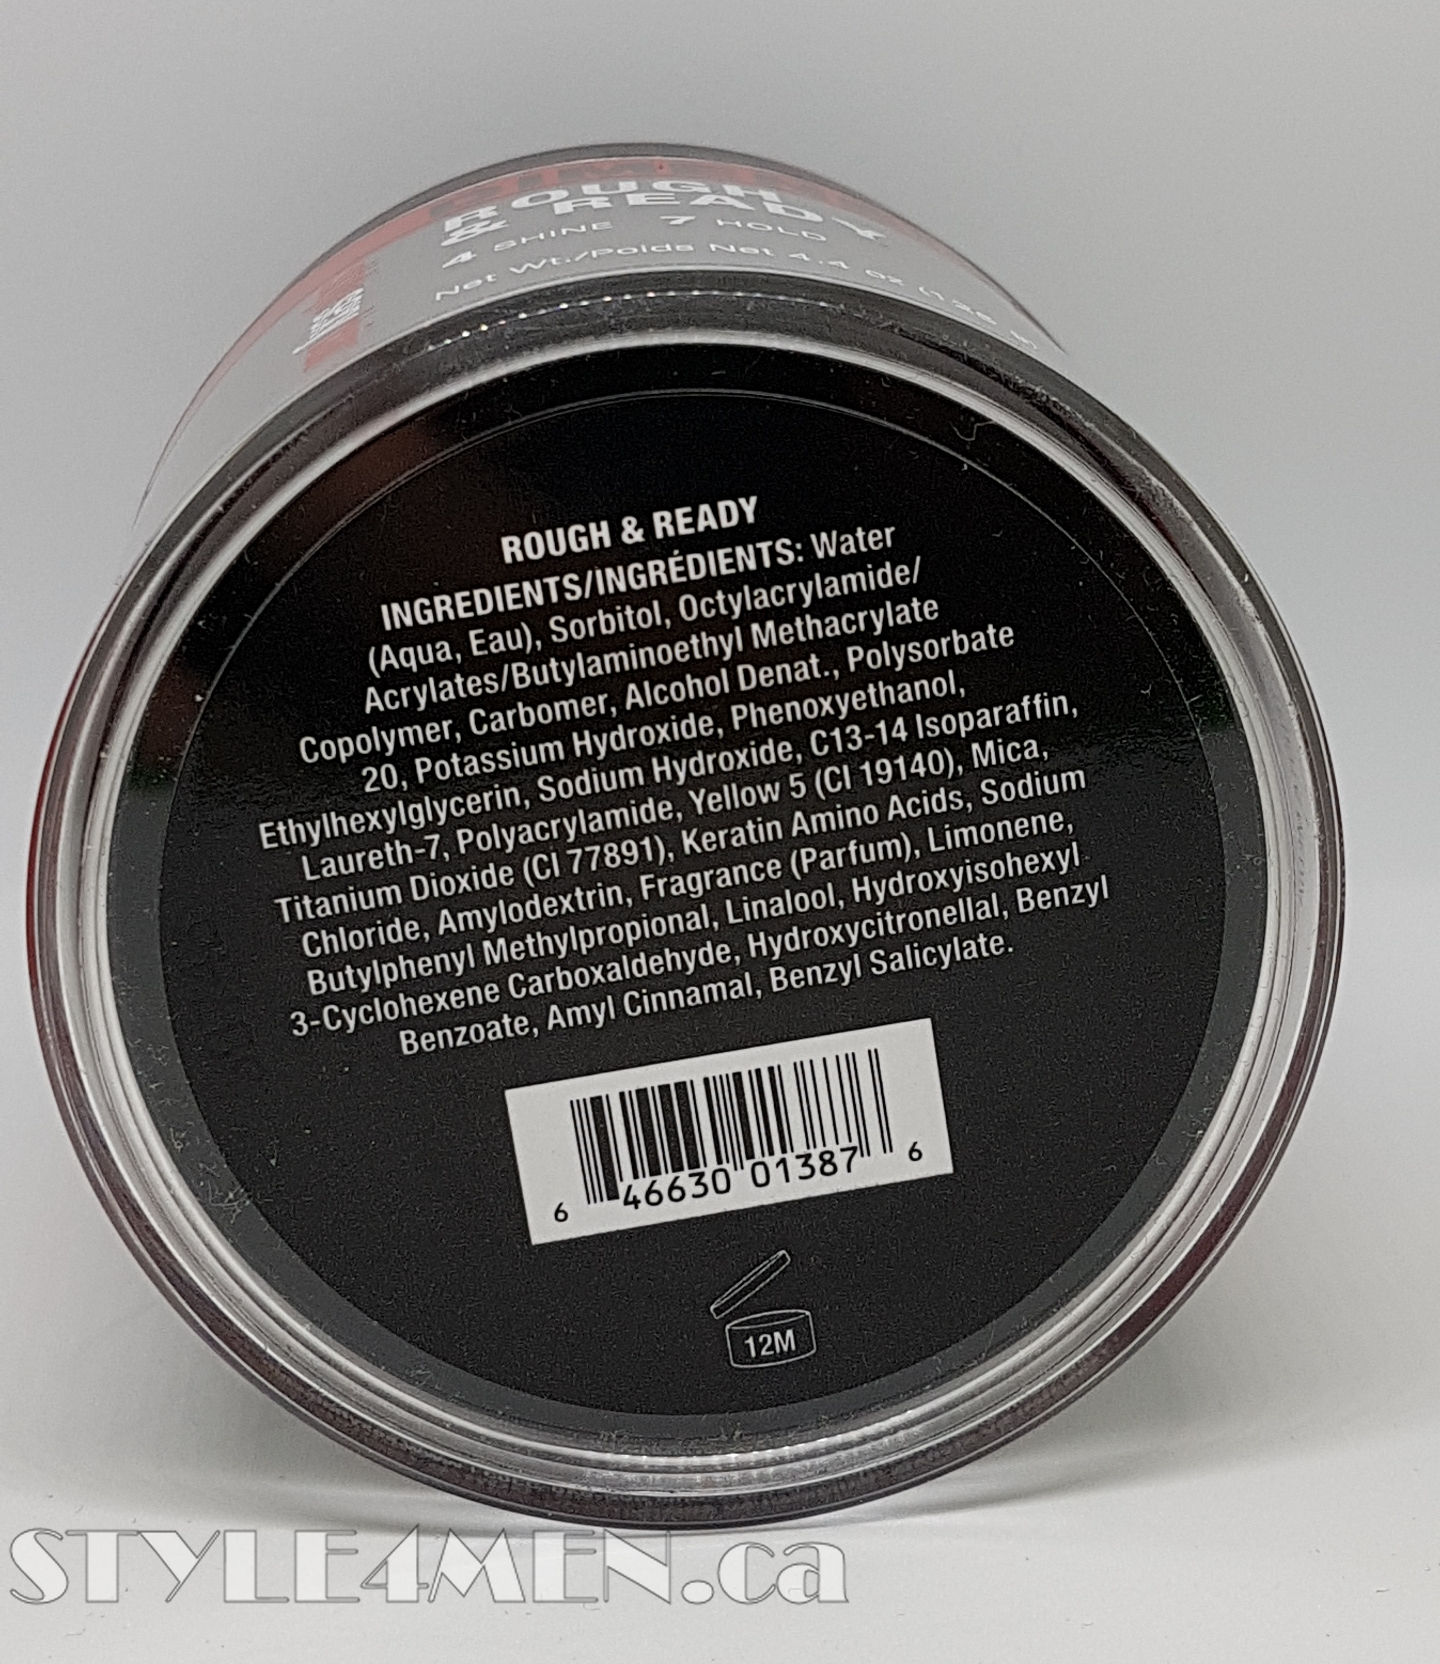 ROUGH
& READY
4 SHINE 7 HOLD
Net Wt./Poids Net 4.4 oz
ROUGH & READY
INGREDIENTS/INGRÉDIENTS: Water
(Aqua, Eau), Sorbitol, Octylacrylamide/
Acrylates/Butylaminoethyl Methacrylate
Copolymer, Carbomer, Alcohol Denat., Polysorbate
20, Potassium Hydroxide, Phenoxyethanol,
Ethylhexylglycerin, Sodium Hydroxide, C13-14 Isoparaffin,
Laureth-7, Polyacrylamide, Yellow 5 (CI 19140), Mica,
Titanium Dioxide (CI 77891), Keratin Amino Acids, Sodium
Chloride, Amylodextrin, Fragrance (Parfum), Limonene,
Butylphenyl Methylpropional, Linalool, Hydroxyisohexyl
3-Cyclohexene Carboxaldehyde, Hydroxycitronellal, Benzyl
Benzoate, Amyl Cinnamal, Benzyl Salicylate.
6 46630 01387 6
12M
STYLE4MEN.ca